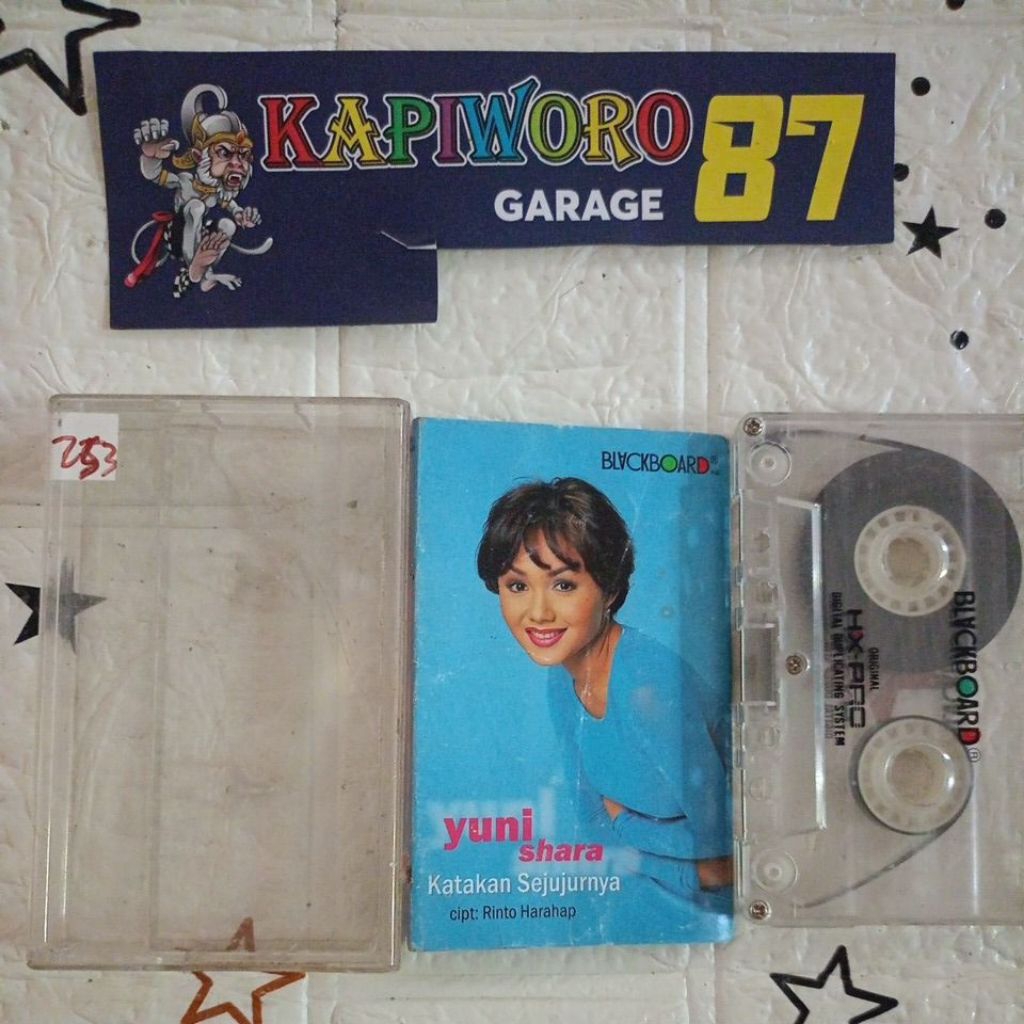 KAPIWORO 87
GARAGE
253
BLACKBOARD®
yuni
shara
Katakan Sejujurnya
cipt: Rinto Harahap
BLACKBOARD®
ORIGINAL
HX-PRO
DIGITAL DUPLICATING SYSTEM